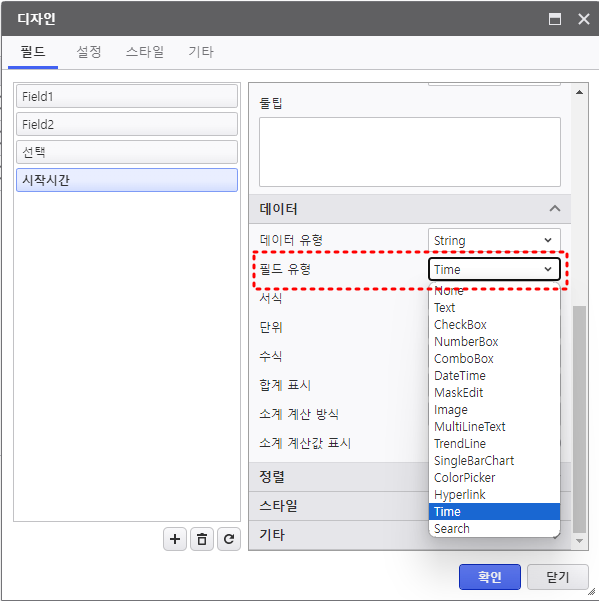 디자인
필드 설정 스타일 기타
Field1
Field2
선택
시작시간
툴팁
데이터
데이터 유형 String
필드 유형 Time
서식
단위
수식
합계 표시
소계 계산 방식
소계 계산값 표시
정렬
스타일
기타
None
Text
CheckBox
NumberBox
ComboBox
DateTime
MaskEdit
Image
MultiLineText
TrendLine
SingleBarChart
ColorPicker
Hyperlink
Time
Search
확인 닫기